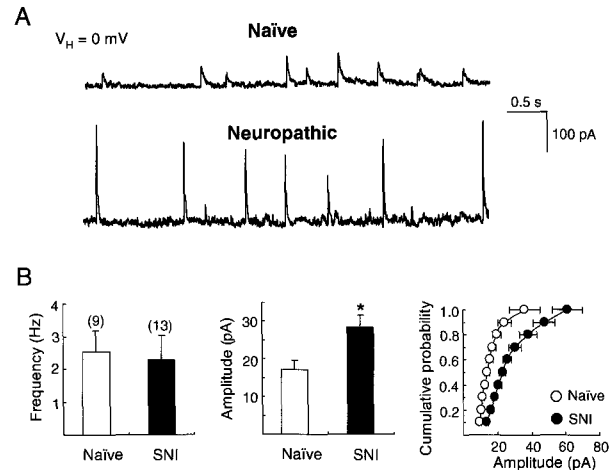 A
V_H = 0 mV
Naïve
0.5 s
100 pA
Neuropathic
B
Frequency (Hz)
4
3
2
1
(9)
(13)
Naïve
SNI
Amplitude (pA)
30
20
10
*
Naïve
SNI
Cumulative probability
1.0
0.8
0.6
0.4
0.2
Naïve
SNI
20 40 60 80
Amplitude (pA)